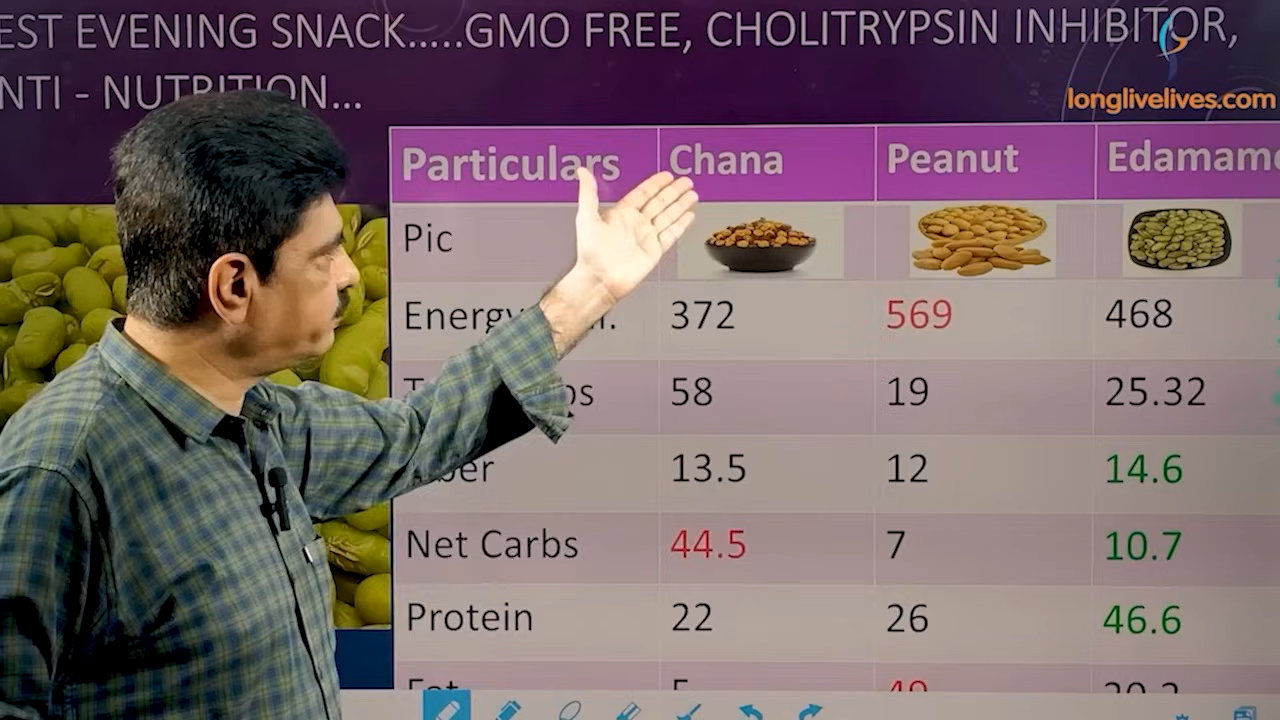 EST EVENING SNACK.....GMO FREE, CHOLITRYPSIN INHIBITOR,
NTI - NUTRITION...
longlivelives.com
Particulars Chana Peanut Edamame
Pic
Energy 372 569 468
58 19 25.32
13.5 12 14.6
Net Carbs 44.5 7 10.7
Protein 22 26 46.6